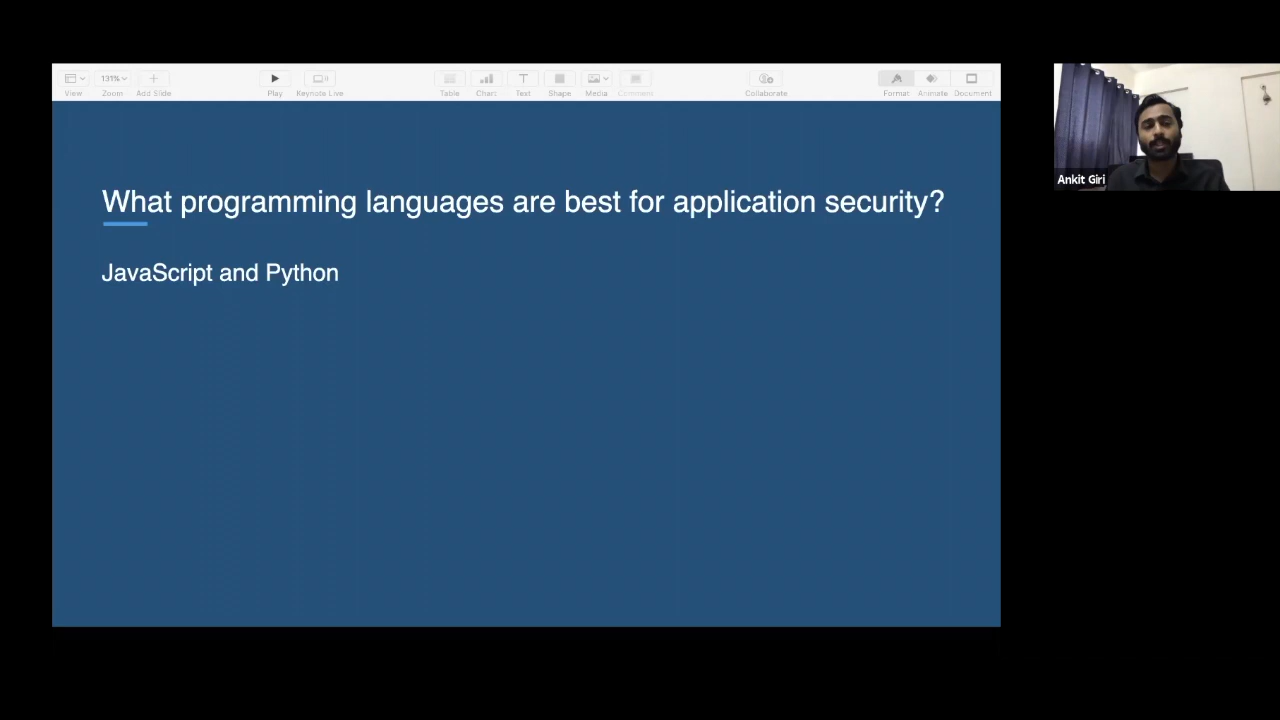 131%
View Zoom Add Slide Play Keynote Live Table Chart Text Shape Media Comment Collaborate Format Animate Document
What programming languages are best for application security?
JavaScript and Python
Ankit Giri